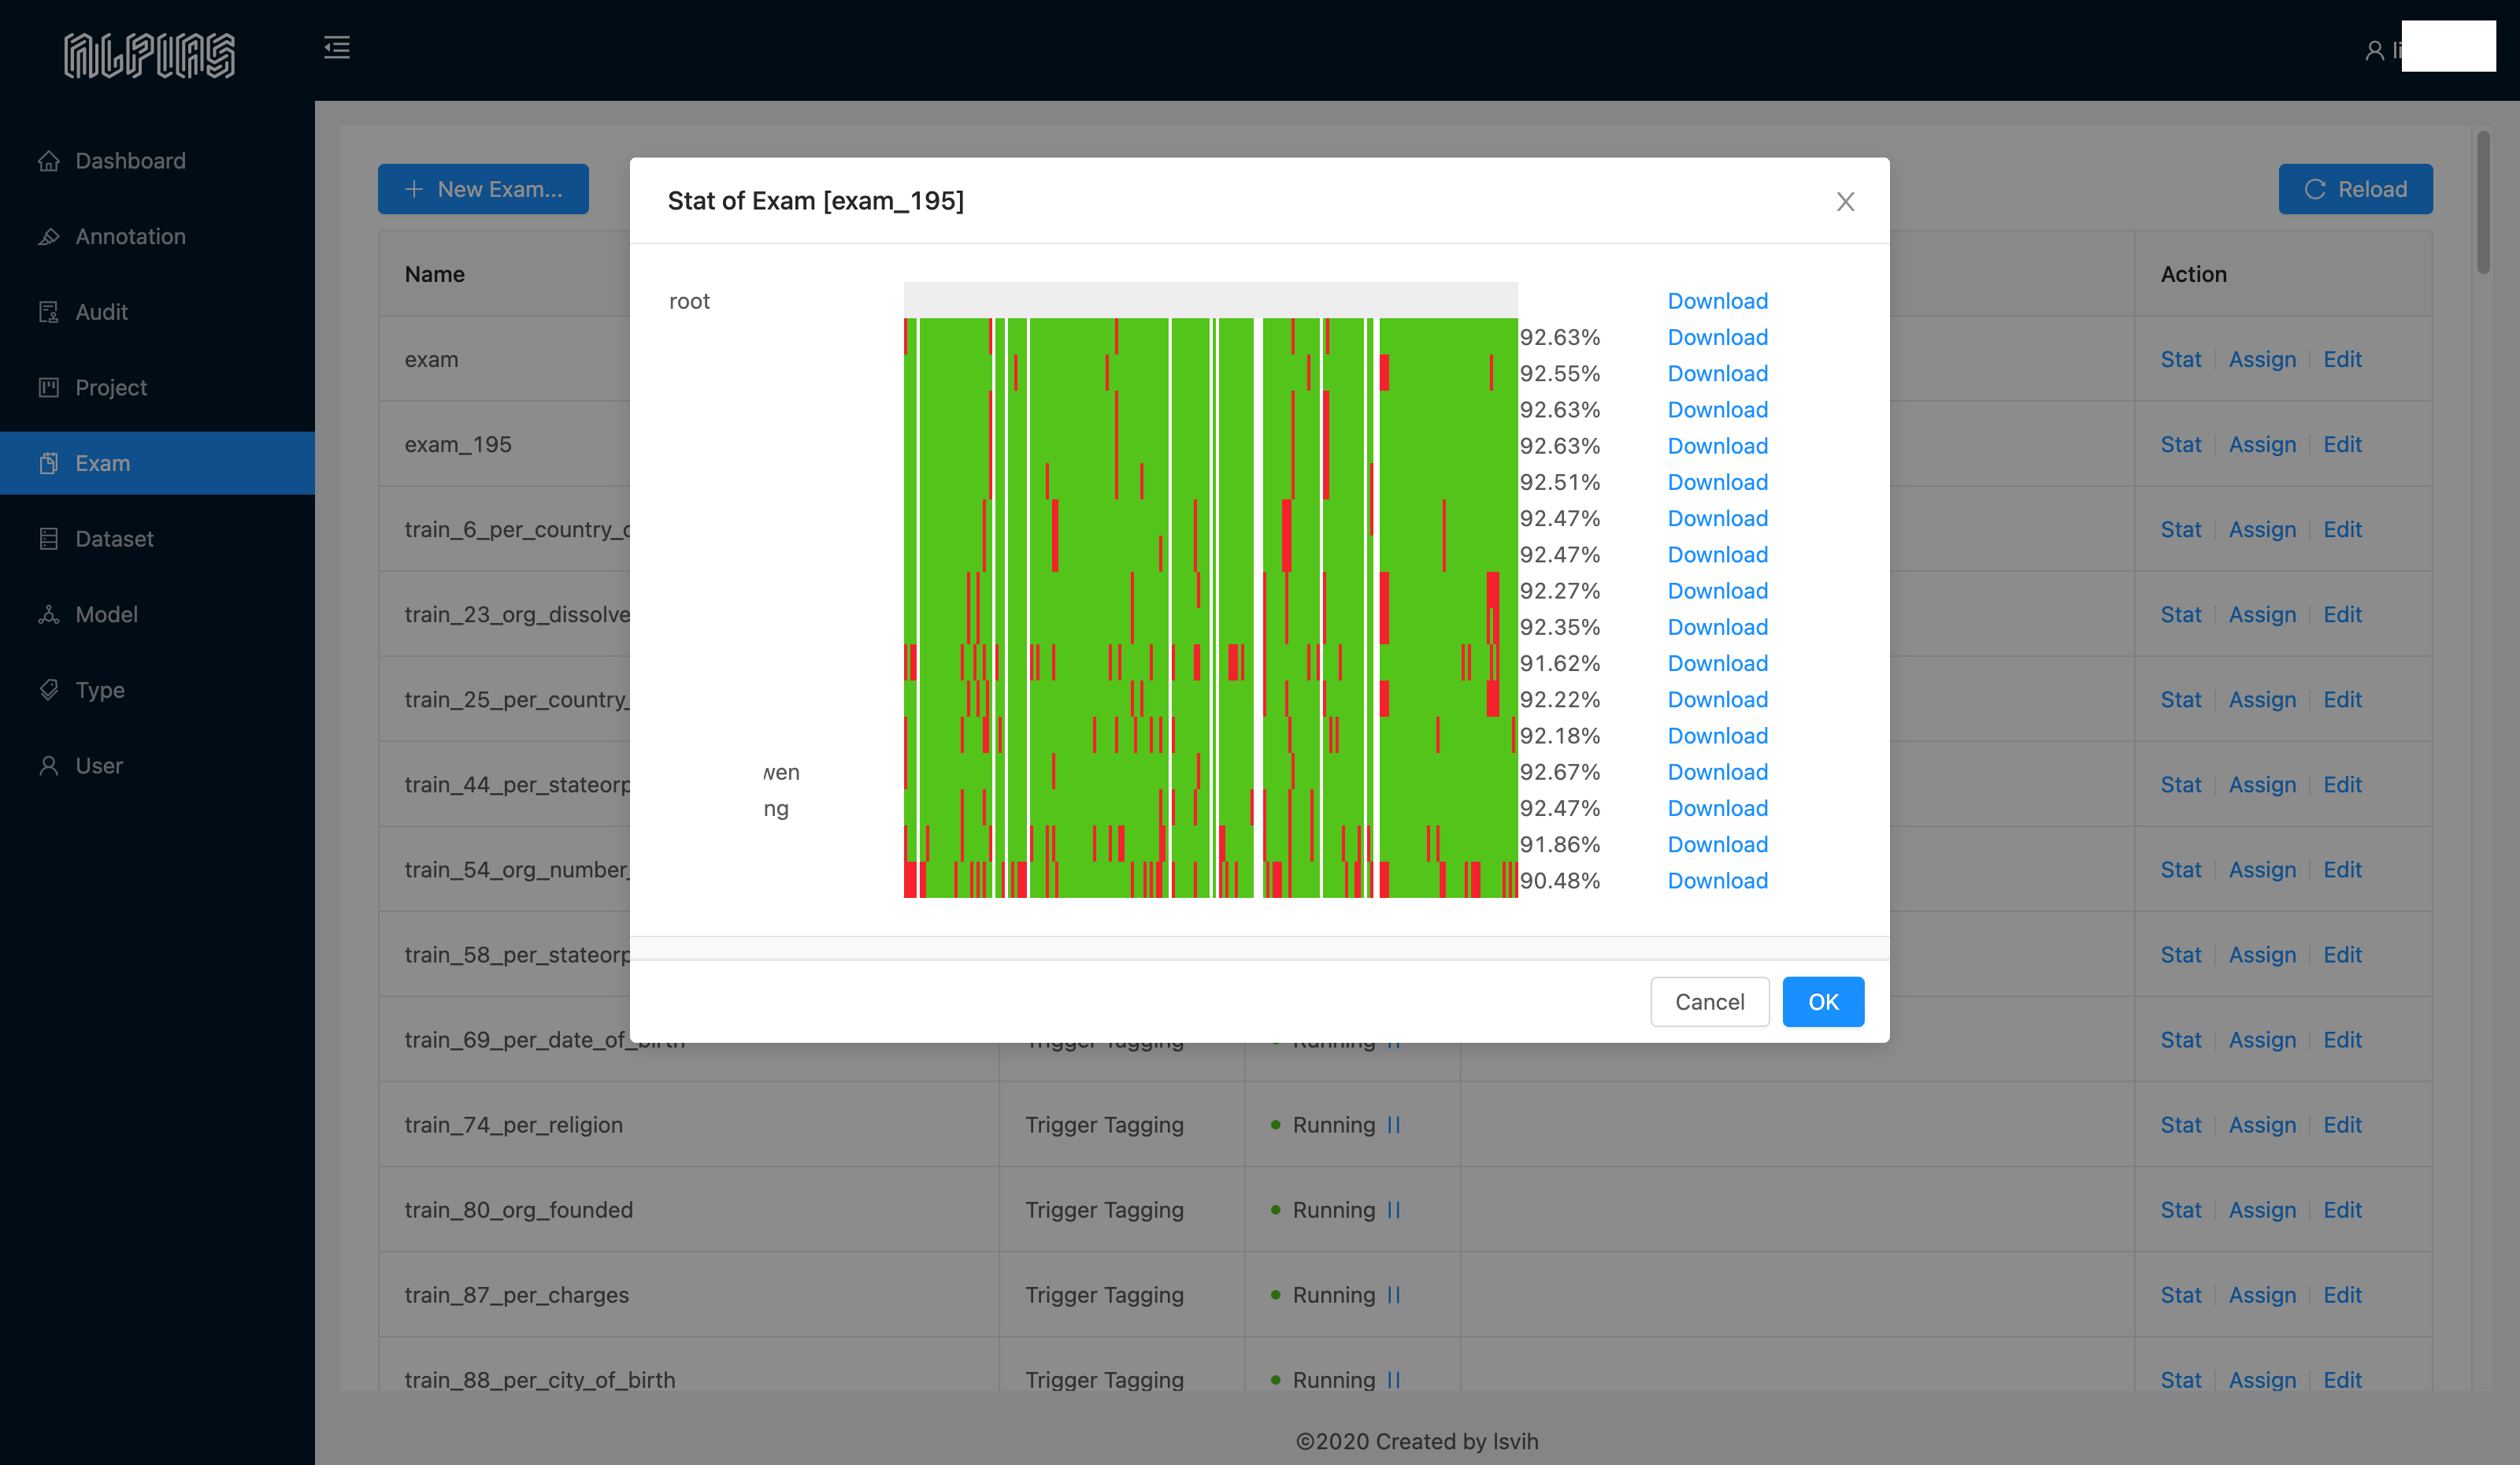 NLPIAS
Dashboard
Annotation
Audit
Project
Exam
Dataset
Model
Type
User
New Exam...
Reload
Name
Action
exam
Stat Assign Edit
exam_195
Stat Assign Edit
train_6_per_country_
Stat Assign Edit
train_23_org_dissolve
Stat Assign Edit
train_25_per_country_
Stat Assign Edit
train_44_per_stateorp
Stat Assign Edit
train_54_org_number_
Stat Assign Edit
train_58_per_stateorp
Stat Assign Edit
train_69_per_date_of_birth Trigger Tagging Running
Stat Assign Edit
train_74_per_religion Trigger Tagging Running Stat Assign Edit
train_80_org_founded Trigger Tagging Running Stat Assign Edit
train_87_per_charges Trigger Tagging Running Stat Assign Edit
train_88_per_city_of_birth Trigger Tagging Running Stat Assign Edit
Stat of Exam [exam_195]
root Download
92.63% Download
92.55% Download
92.63% Download
92.63% Download
92.51% Download
92.47% Download
92.47% Download
92.27% Download
92.35% Download
91.62% Download
92.22% Download
92.18% Download
wen 92.67% Download
ng 92.47% Download
91.86% Download
90.48% Download
Cancel OK
©2020 Created by lsvih